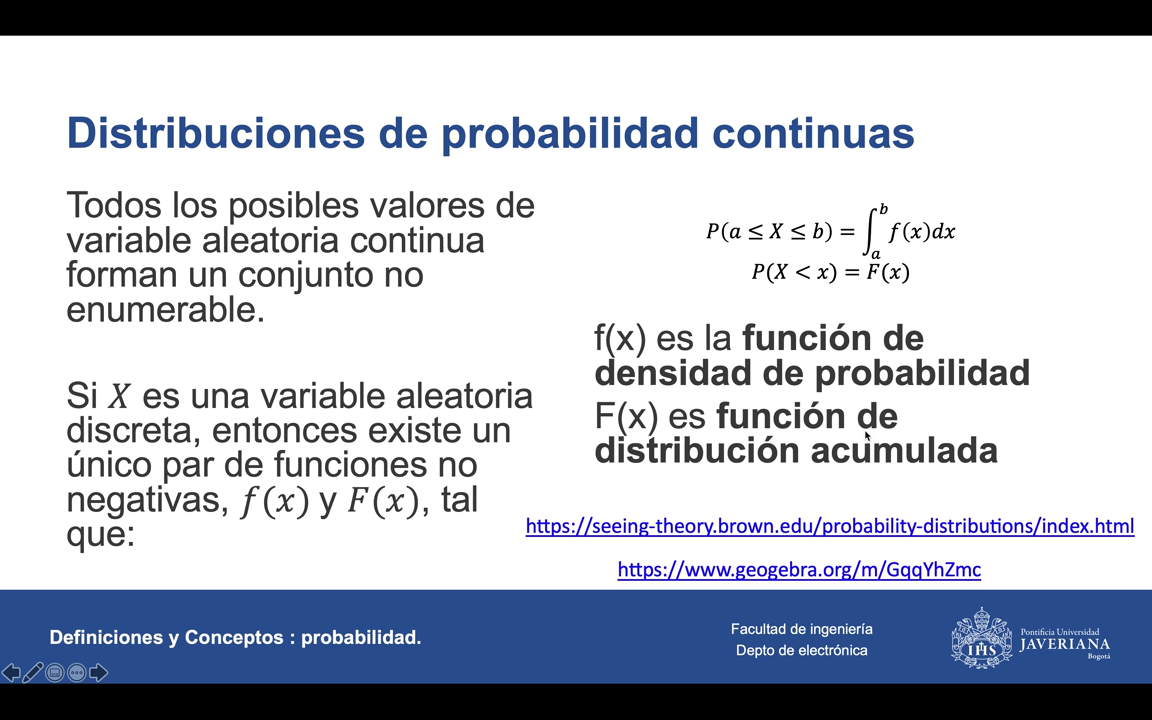 Distribuciones de probabilidad continuas
Todos los posibles valores de
variable aleatoria continua
forman un conjunto no
enumerable.
Si X es una variable aleatoria
discreta, entonces existe un
único par de funciones no
negativas, f(x) y F(x), tal
que:
P(a ≤ X ≤ b) = ∫_a^b f(x)dx
P(X < x) = F(x)
f(x) es la función de
densidad de probabilidad
F(x) es función de
distribución acumulada
https://seeing-theory.brown.edu/probability-distributions/index.html
https://www.geogebra.org/m/GqqYhZmc
Definiciones y Conceptos : probabilidad.
Facultad de ingeniería
Depto de electrónica
IHS
Pontificia Universidad
JAVERIANA
Bogotá